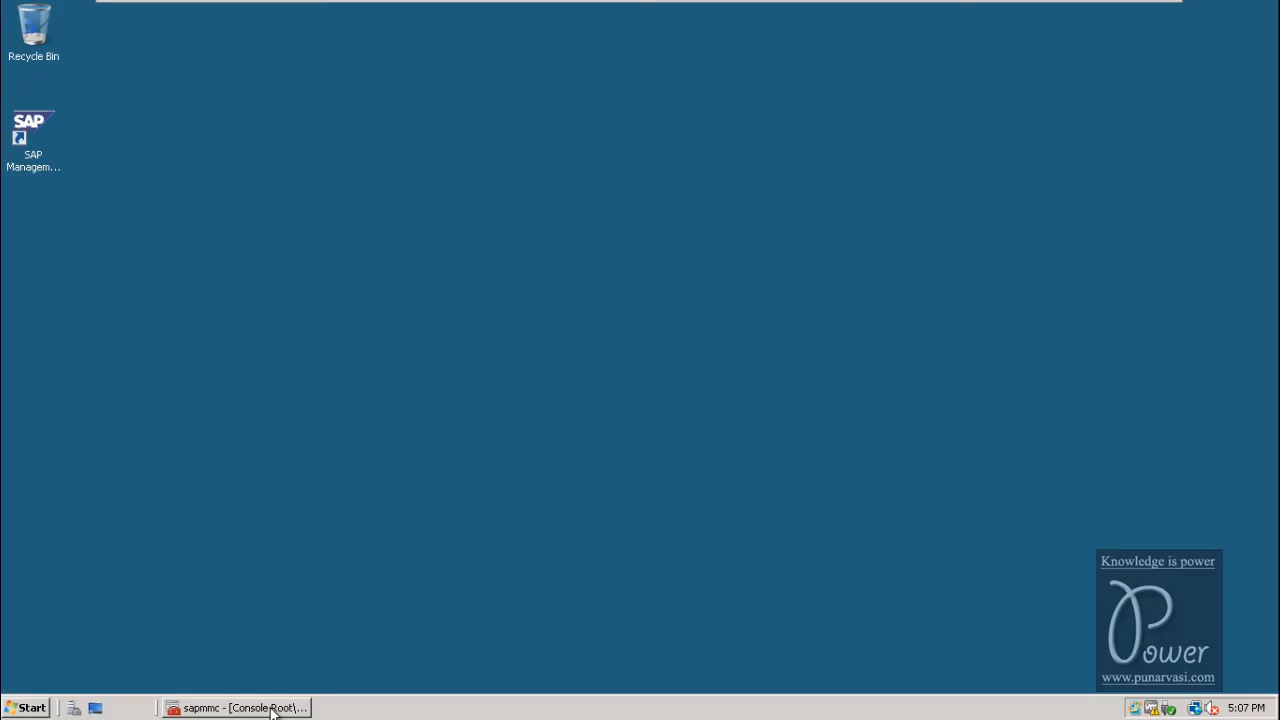 Recycle Bin
SAP
SAP
Managem...
Knowledge is power
Power
www.punarvasi.com
Start
sapmmc - [Console Root\...
5:07 PM